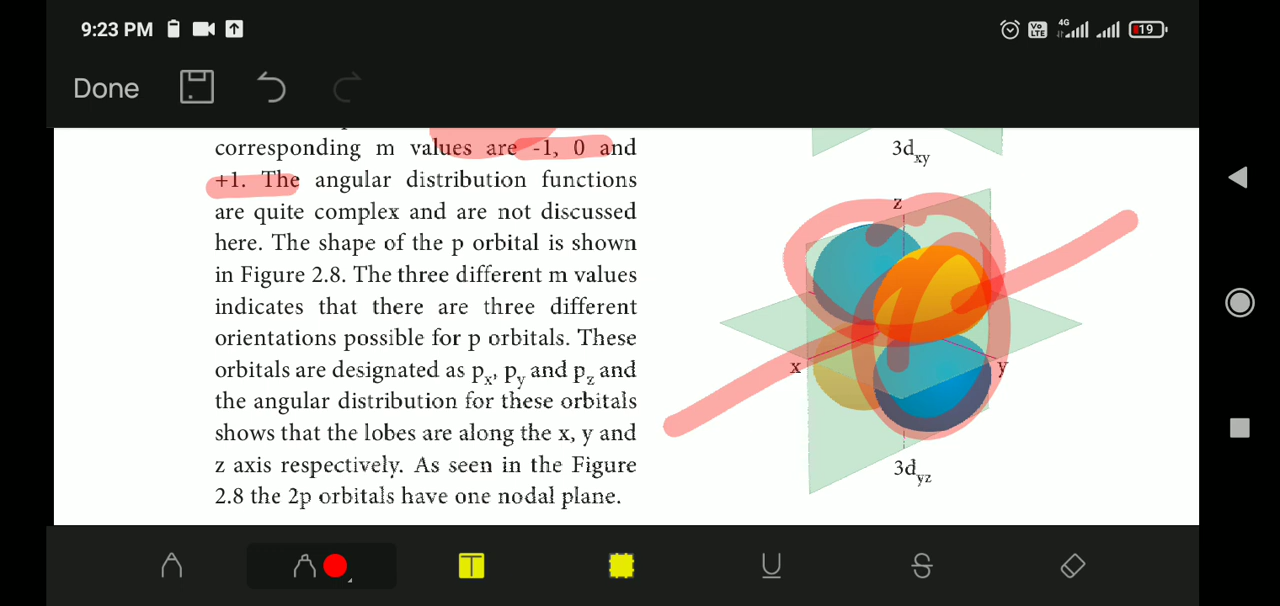 9:23 PM
Vo
LTE
4G
19
Done
corresponding m values are -1, 0 and
+1. The angular distribution functions
are quite complex and are not discussed
here. The shape of the p orbital is shown
in Figure 2.8. The three different m values
indicates that there are three different
orientations possible for p orbitals. These
orbitals are designated as px, py and pz and
the angular distribution for these orbitals
shows that the lobes are along the x, y and
z axis respectively. As seen in the Figure
2.8 the 2p orbitals have one nodal plane.
3dxy
z
x
y
3dyz
T
U
S